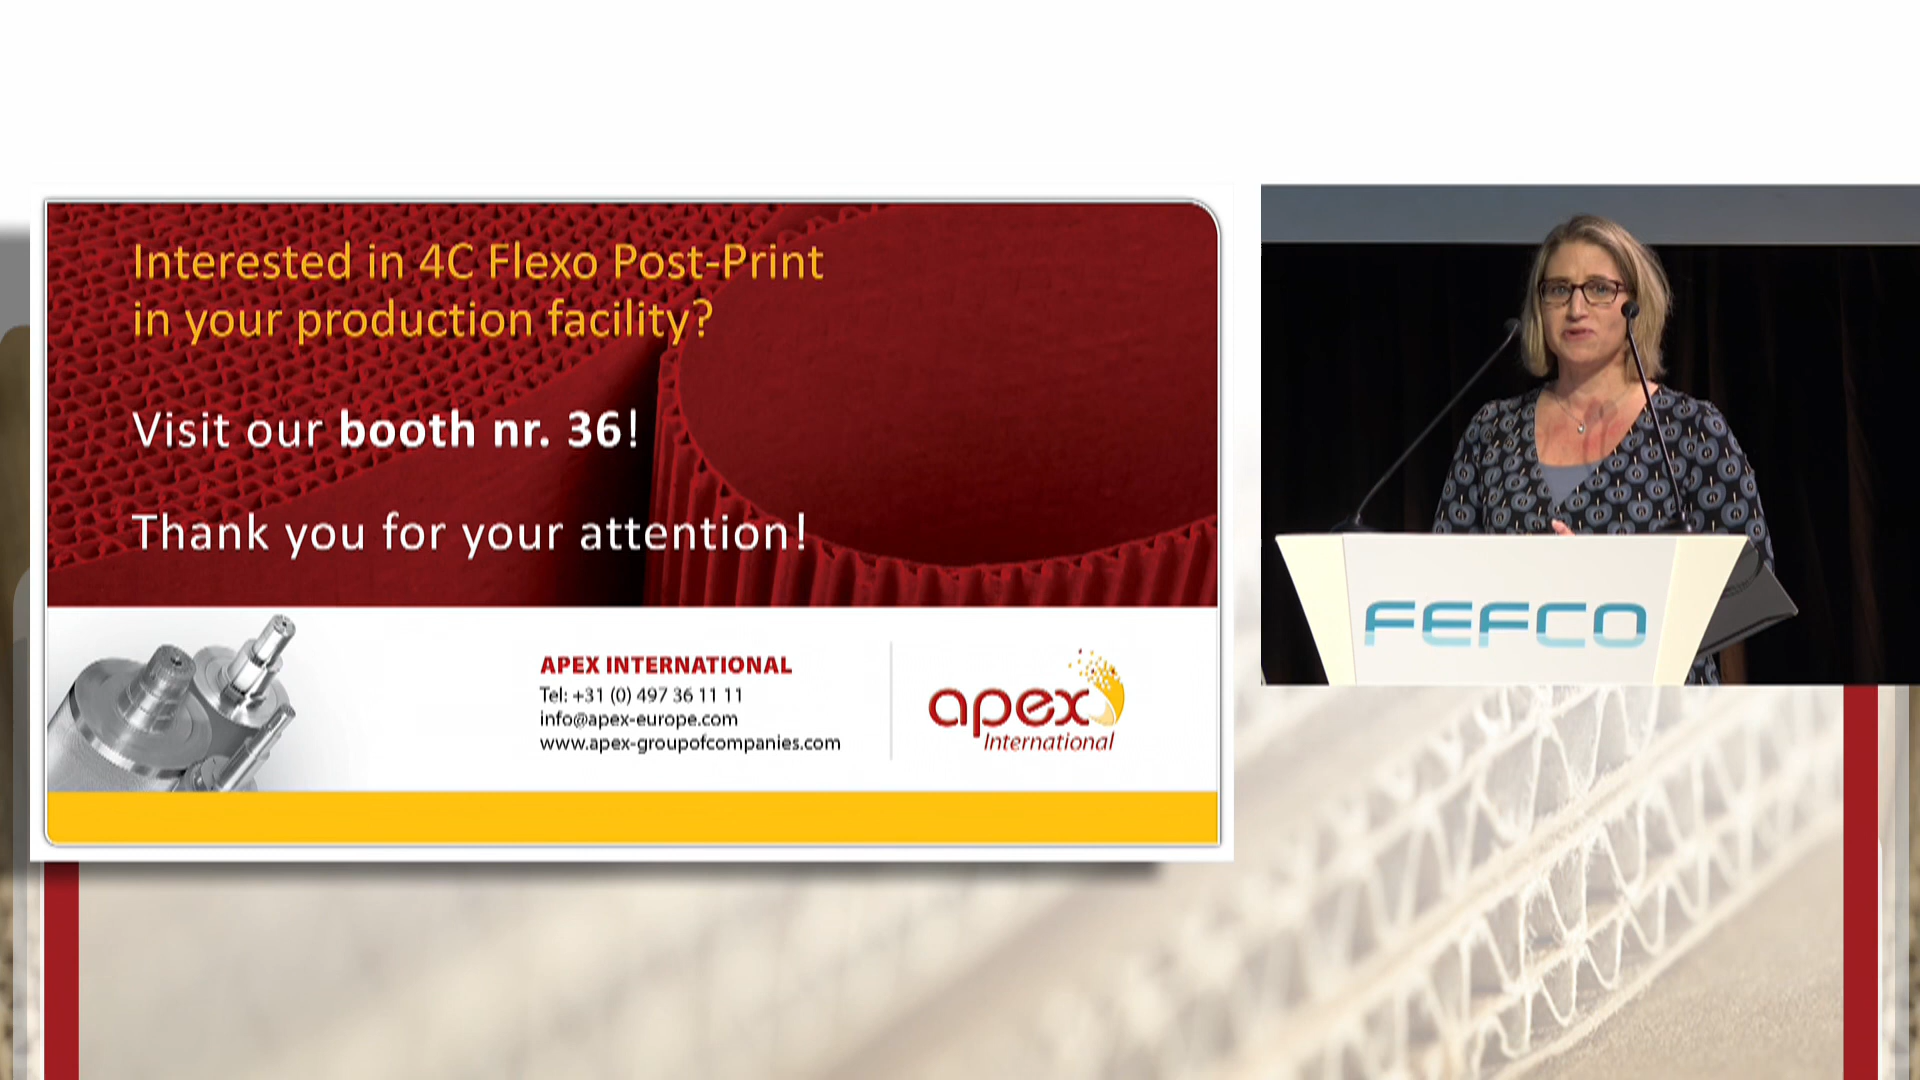 Interested in 4C Flexo Post-Print
in your production facility?
Visit our booth nr. 36!
Thank you for your attention!
APEX INTERNATIONAL
Tel: +31 (0) 497 36 11 11
info@apex-europe.com
www.apex-groupofcompanies.com
apex
International
FEFCO